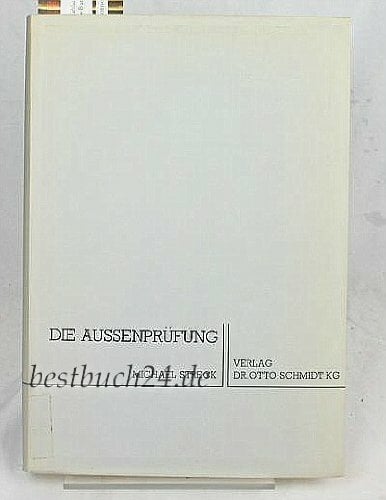 DIE AUSSENPRÜFUNG
MICHAEL STRECK
VERLAG
DR. OTTO SCHMIDT KG
bestbuch24.de